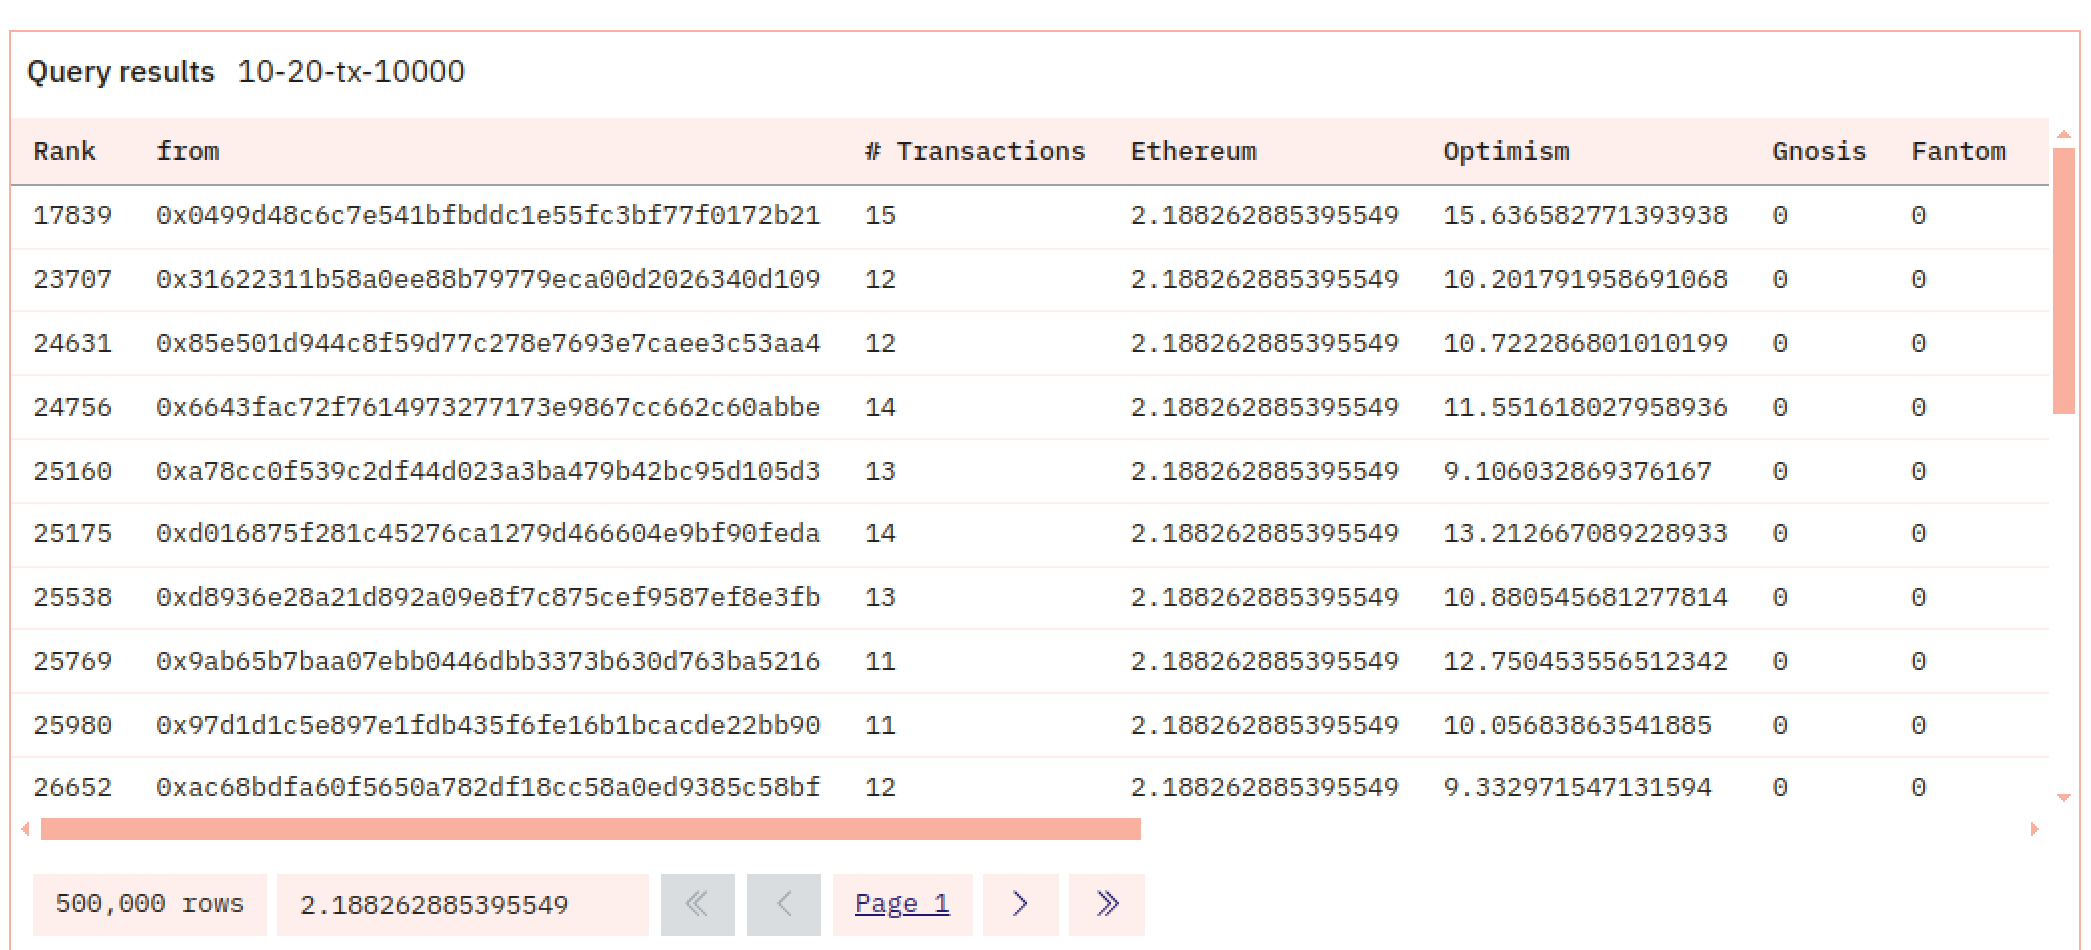 Query results 10-20-tx-10000
Rank from # Transactions Ethereum Optimism Gnosis Fantom
17839 0x0499d48c6c7e541bfbddc1e55fc3bf77f0172b21 15 2.188262885395549 15.636582771393938 0 0
23707 0x31622311b58a0ee88b79779eca00d2026340d109 12 2.188262885395549 10.201791958691068 0 0
24631 0x85e501d944c8f59d77c278e7693e7caee3c53aa4 12 2.188262885395549 10.722286801010199 0 0
24756 0x6643fac72f7614973277173e9867cc662c60abbe 14 2.188262885395549 11.551618027958936 0 0
25160 0xa78cc0f539c2df44d023a3ba479b42bc95d105d3 13 2.188262885395549 9.106032869376167 0 0
25175 0xd016875f281c45276ca1279d466604e9bf90feda 14 2.188262885395549 13.212667089228933 0 0
25538 0xd8936e28a21d892a09e8f7c875cef9587ef8e3fb 13 2.188262885395549 10.880545681277814 0 0
25769 0x9ab65b7baa07ebb0446dbb3373b630d763ba5216 11 2.188262885395549 12.750453556512342 0 0
25980 0x97d1d1c5e897e1fdb435f6fe16b1bcacde22bb90 11 2.188262885395549 10.05683863541885 0 0
26652 0xac68bdfa60f5650a782df18cc58a0ed9385c58bf 12 2.188262885395549 9.332971547131594 0 0
500,000 rows 2.188262885395549 Page 1